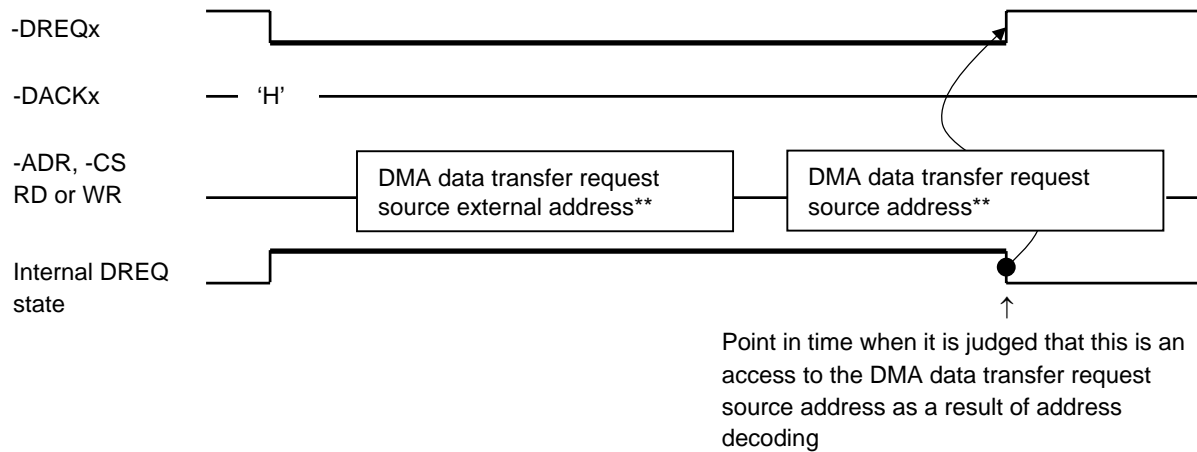 -DREQx
-DACKx
‘H’
-ADR, -CS
RD or WR
DMA data transfer request
source external address**
DMA data transfer request
source address**
Internal DREQ
state
↑
Point in time when it is judged that this is an
access to the DMA data transfer request
source address as a result of address
decoding